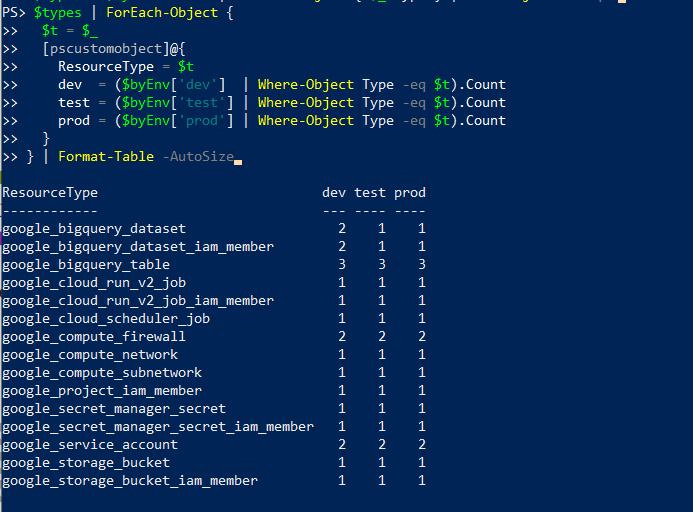 PS> $types | ForEach-Object {
>>   $t = $_
>>   [pscustomobject]@{
>>     ResourceType = $t
>>     dev  = ($byEnv['dev']  | Where-Object Type -eq $t).Count
>>     test = ($byEnv['test'] | Where-Object Type -eq $t).Count
>>     prod = ($byEnv['prod'] | Where-Object Type -eq $t).Count
>>   }
>> } | Format-Table -AutoSize
ResourceType                            dev test prod
------------                            --- ---- ----
google_bigquery_dataset                   2    1    1
google_bigquery_dataset_iam_member        2    1    1
google_bigquery_table                     3    3    3
google_cloud_run_v2_job                   1    1    1
google_cloud_run_v2_job_iam_member        1    1    1
google_cloud_scheduler_job                1    1    1
google_compute_firewall                   2    2    2
google_compute_network                    1    1    1
google_compute_subnetwork                 1    1    1
google_project_iam_member                 1    1    1
google_secret_manager_secret              1    1    1
google_secret_manager_secret_iam_member   1    1    1
google_service_account                    2    2    2
google_storage_bucket                     1    1    1
google_storage_bucket_iam_member          1    1    1